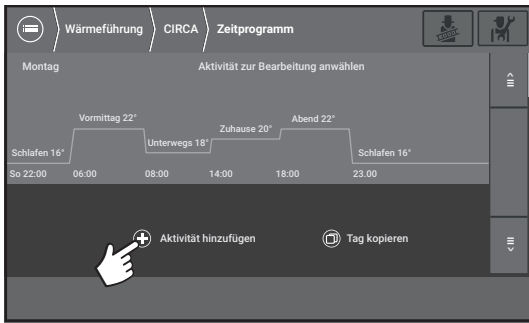 Wärmeführung CIRCA Zeitprogramm
Montag Aktivität zur Bearbeitung anwählen
Vormittag 22° Abend 22°
Zuhause 20°
Unterwegs 18°
Schlafen 16° Schlafen 16°
So 22:00 06:00 08:00 14:00 18:00 23.00
Aktivität hinzufügen Tag kopieren